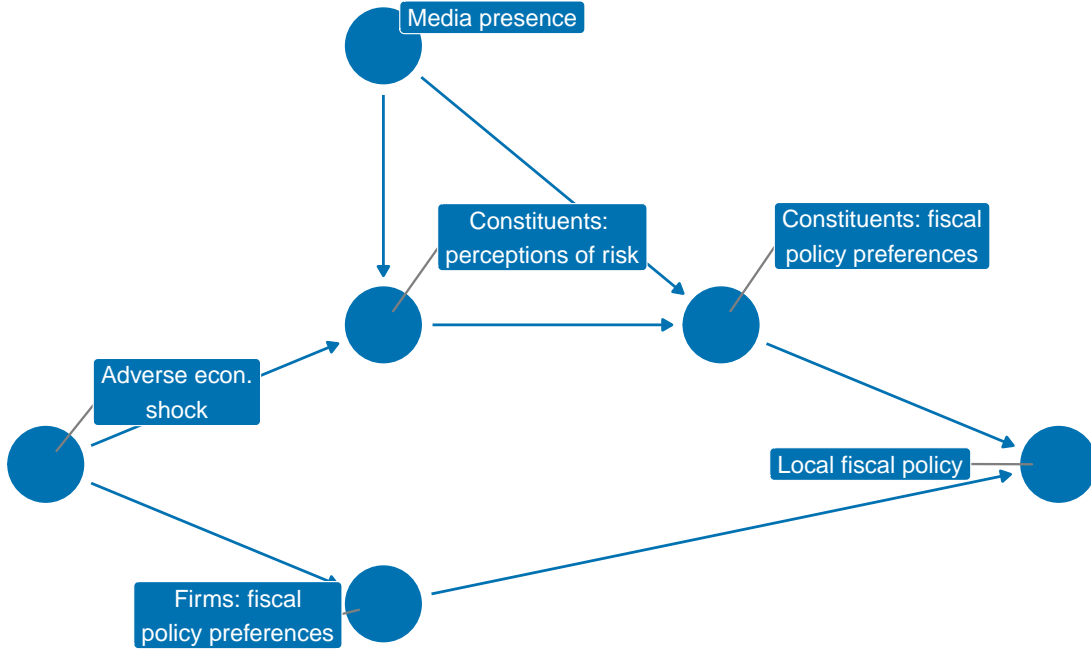 Media presence
Constituents:
perceptions of risk
Constituents: fiscal
policy preferences
Adverse econ.
shock
Local fiscal policy
Firms: fiscal
policy preferences